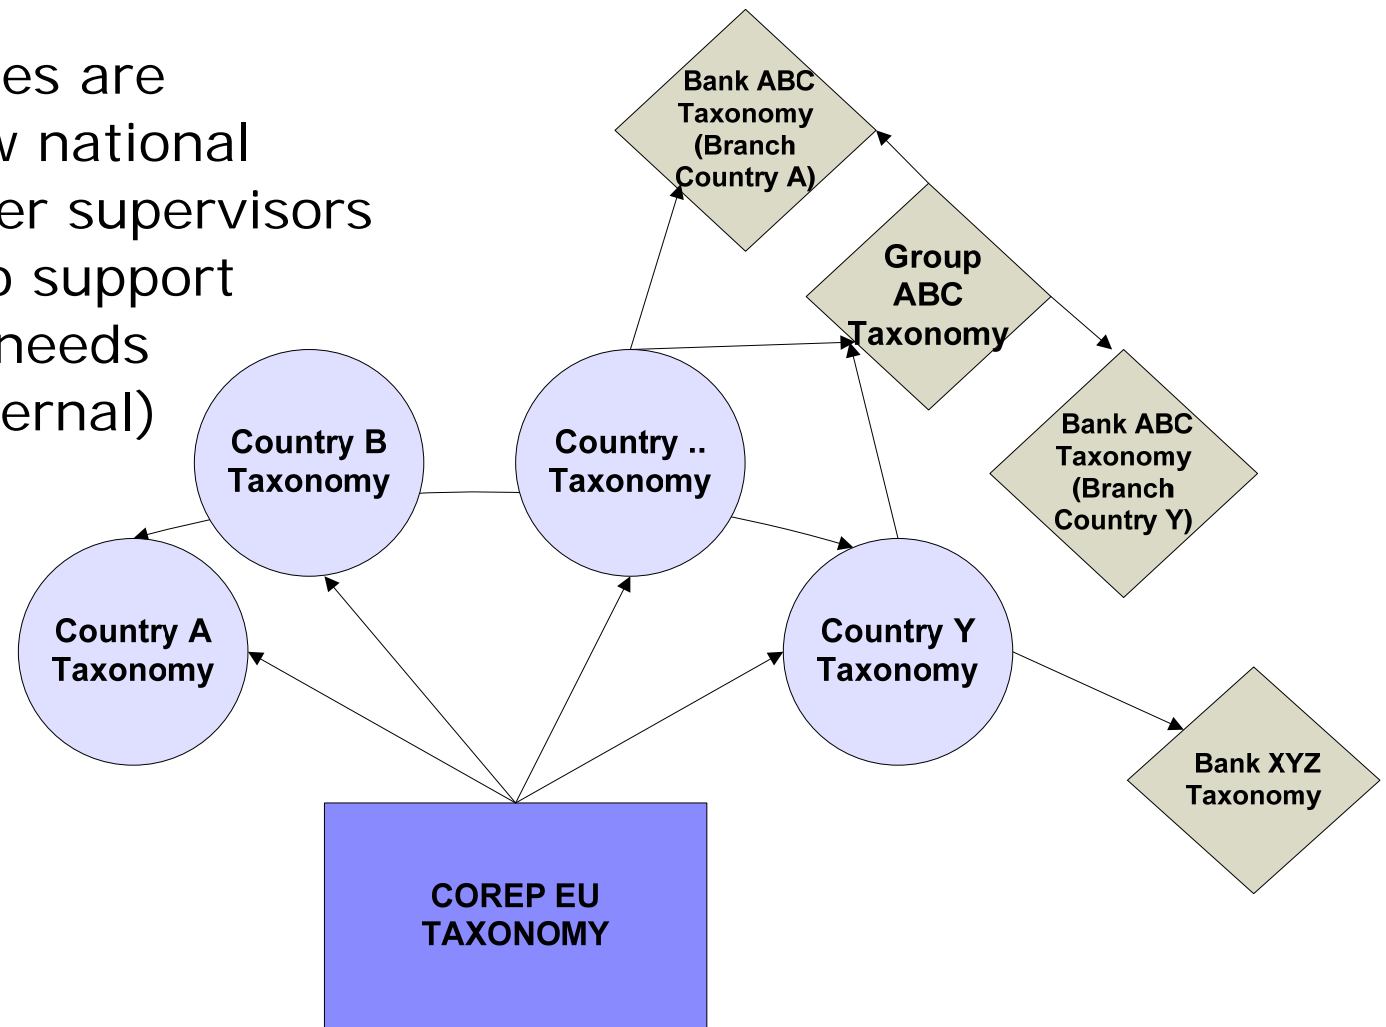 es are
w national
er supervisors
o support
needs
ernal)
Bank ABC
Taxonomy
(Branch
Country A)
Group
ABC
Taxonomy
Bank ABC
Taxonomy
(Branch
Country Y)
Country B
Taxonomy
Country ..
Taxonomy
Country A
Taxonomy
Country Y
Taxonomy
Bank XYZ
Taxonomy
COREP EU
TAXONOMY